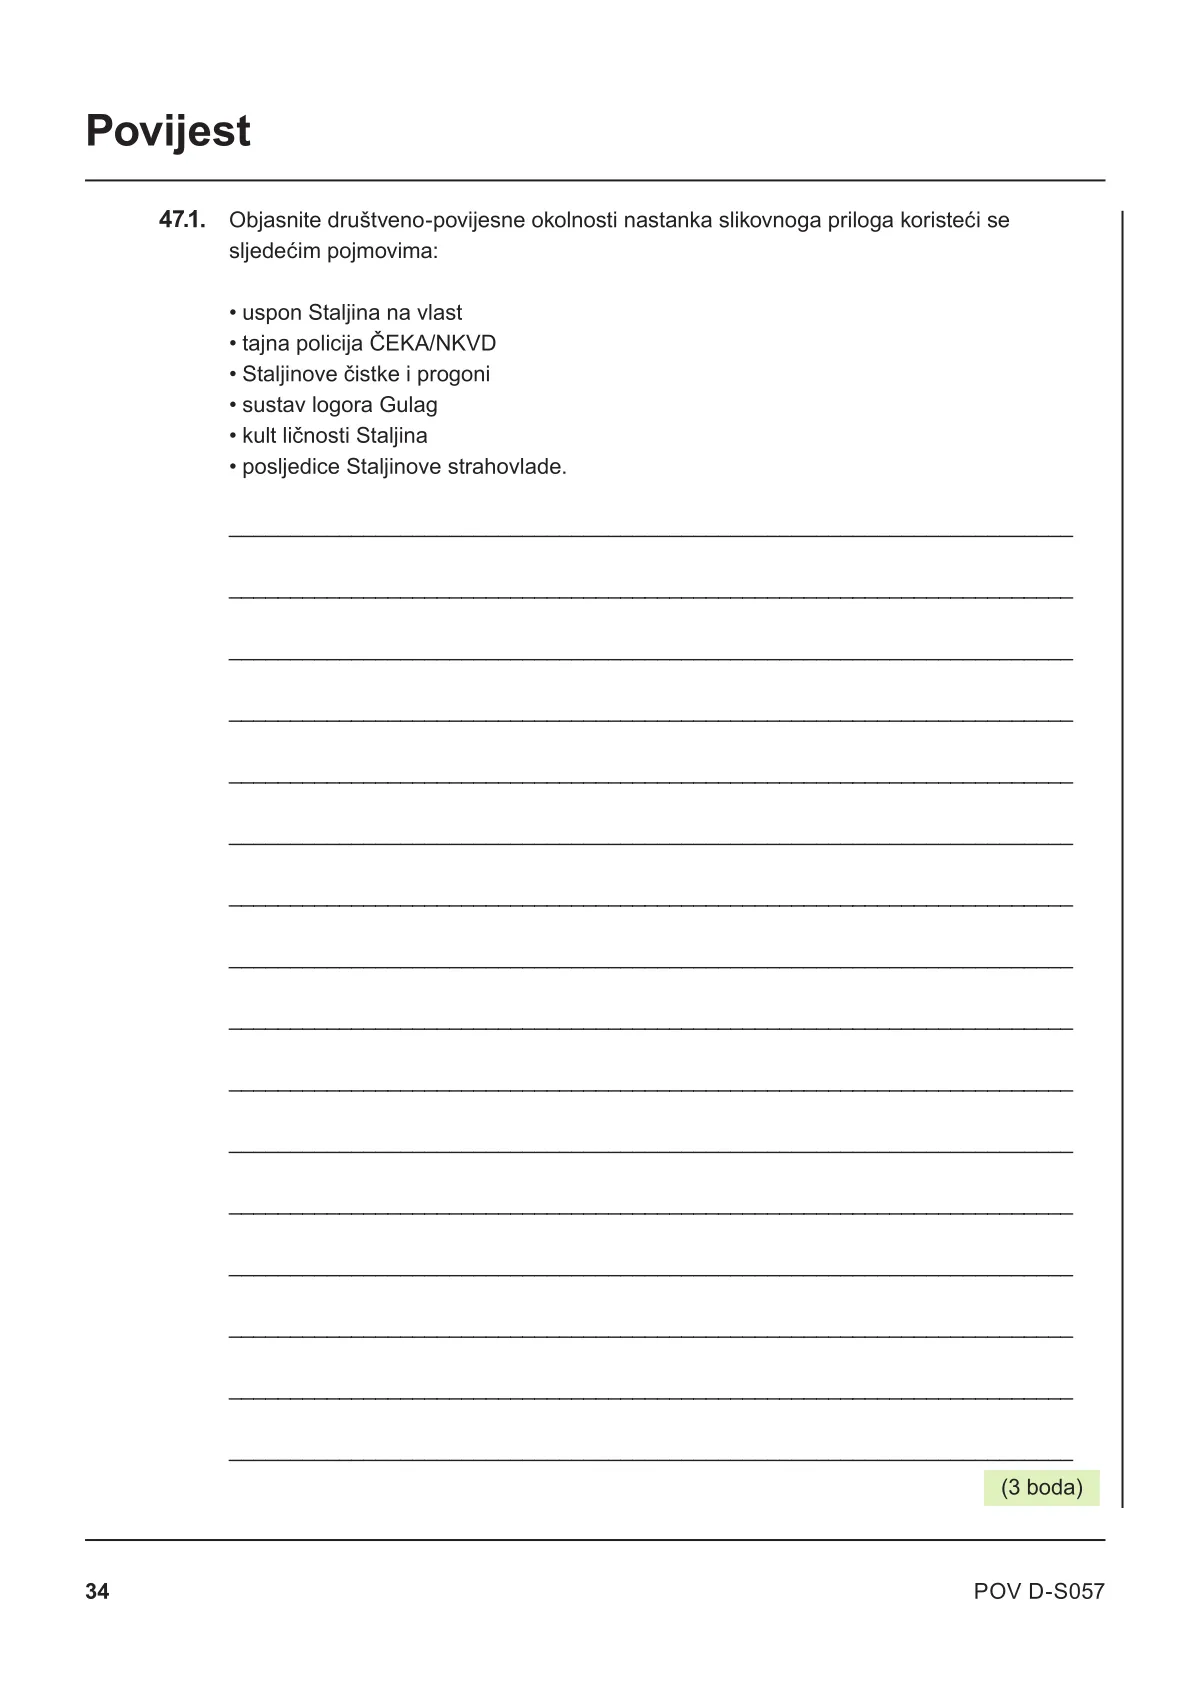 Povijest
47.1. Objasnite društveno-povijesne okolnosti nastanka slikovnoga priloga koristeći se
sljedećim pojmovima:
• uspon Staljina na vlast
• tajna policija ČEKA/NKVD
• Staljinove čistke i progoni
• sustav logora Gulag
• kult ličnosti Staljina
• posljedice Staljinove strahovlade.
(3 boda)
34 POV D-S057